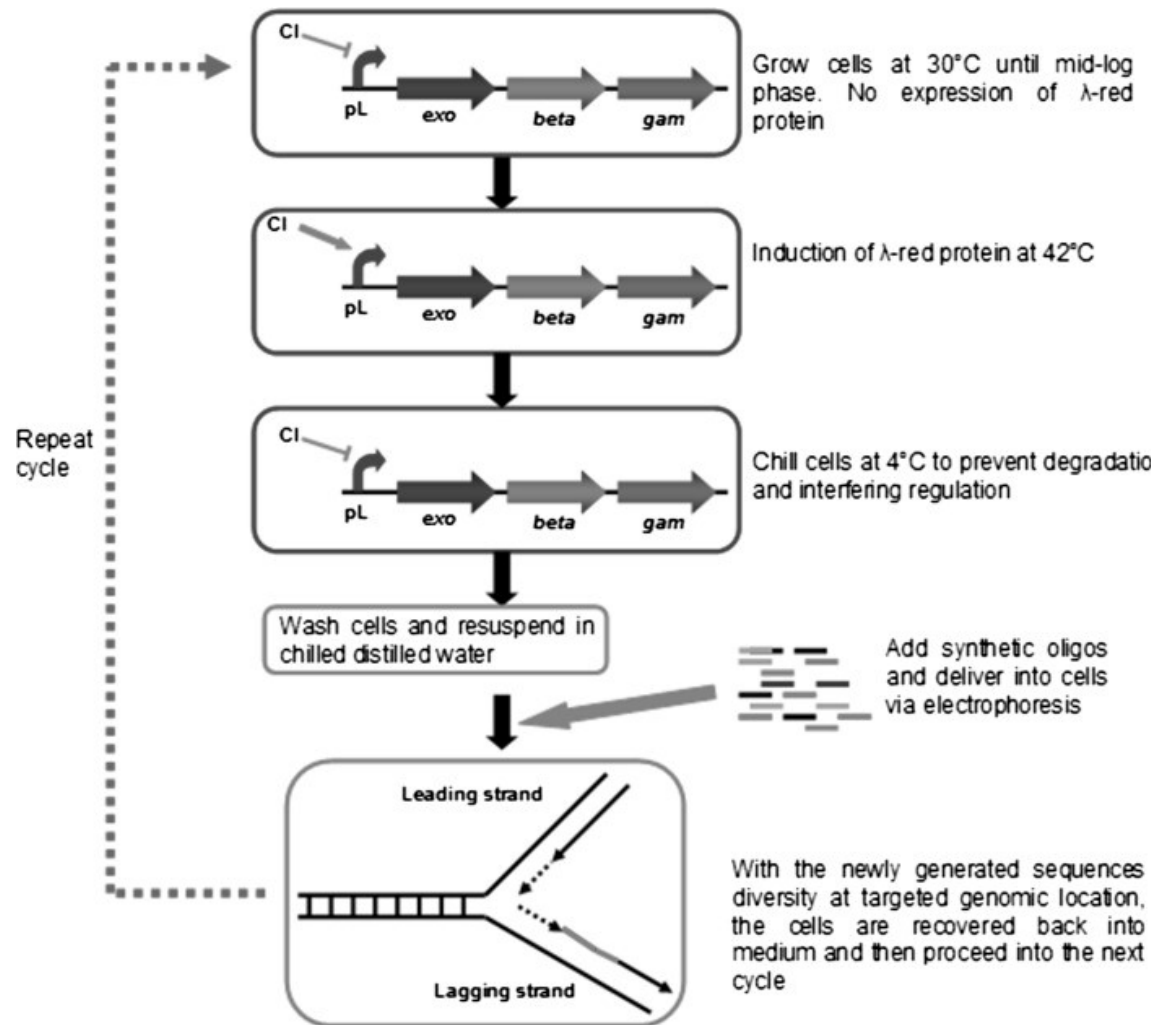 CI
pL
exo
beta
gam
Grow cells at 30°C until mid-log
phase. No expression of λ-red
protein
CI
pL
exo
beta
gam
Induction of λ-red protein at 42°C
CI
pL
exo
beta
gam
Chill cells at 4°C to prevent degradatio
and interfering regulation
Repeat
cycle
Wash cells and resuspend in
chilled distilled water
Add synthetic oligos
and deliver into cells
via electrophoresis
Leading strand
Lagging strand
With the newly generated sequences
diversity at targeted genomic location,
the cells are recovered back into
medium and then proceed into the next
cycle